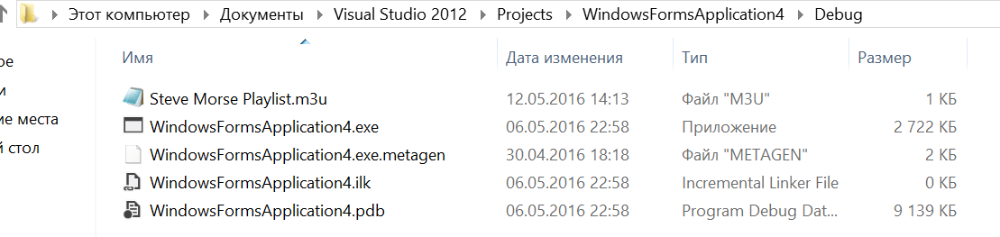 Этот компьютер Документы Visual Studio 2012 Projects WindowsFormsApplication4 Debug
Имя Дата изменения Тип Размер
ое
Steve Morse Playlist.m3u 12.05.2016 14:13 Файл "M3U" 1 КБ
и
WindowsFormsApplication4.exe 06.05.2016 22:58 Приложение 2 722 КБ
ие места
WindowsFormsApplication4.exe.metagen 30.04.2016 18:18 Файл "METAGEN" 2 КБ
й стол
WindowsFormsApplication4.ilk 06.05.2016 22:58 Incremental Linker File 0 КБ
WindowsFormsApplication4.pdb 06.05.2016 22:58 Program Debug Dat... 9 139 КБ